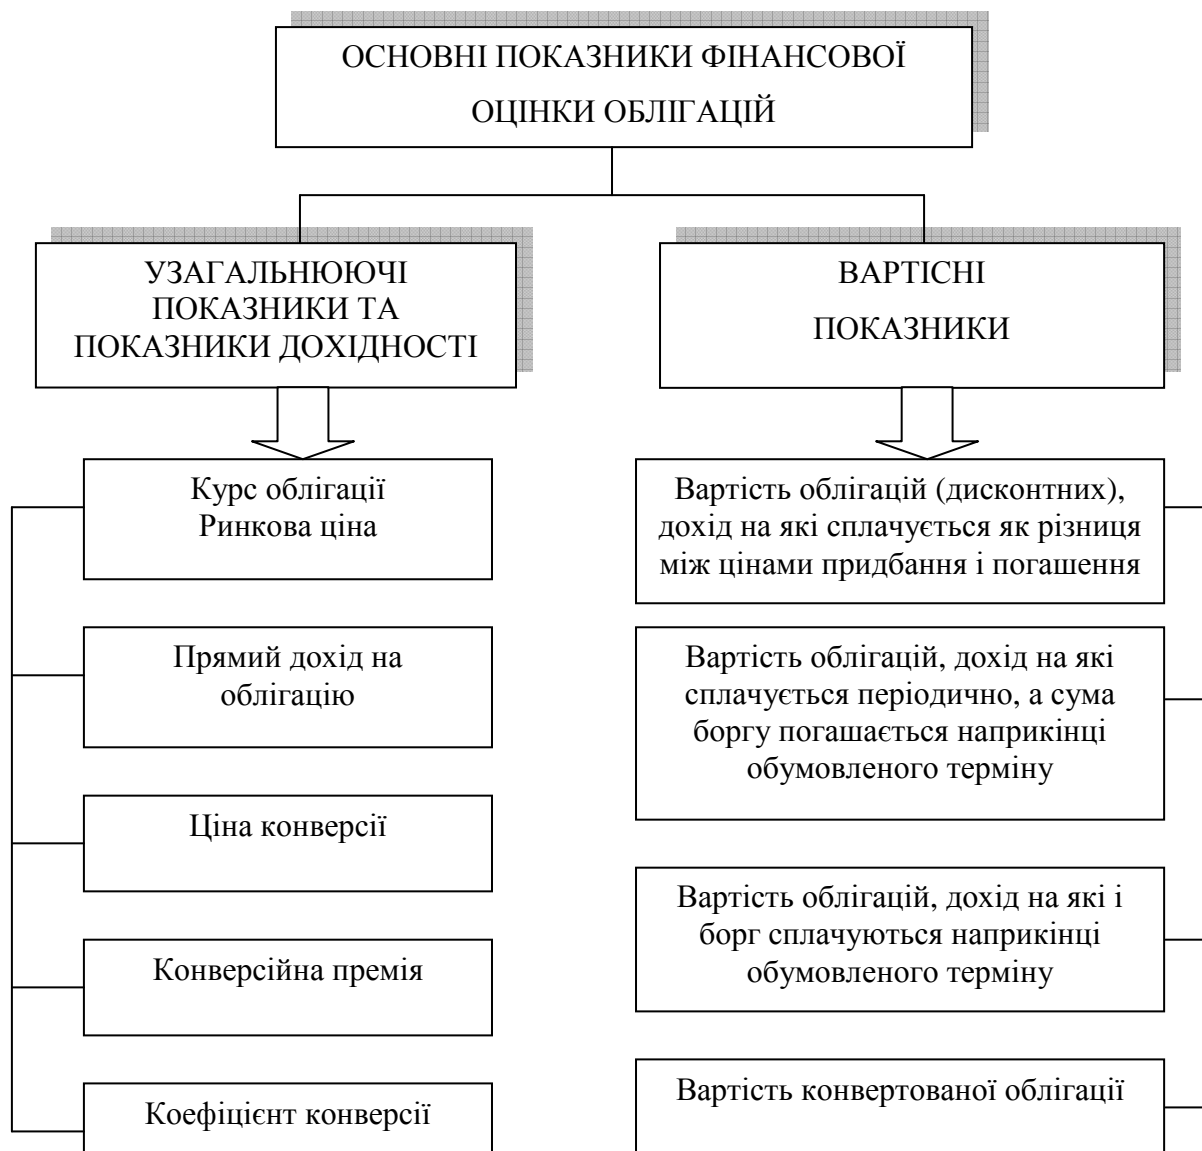 ОСНОВНІ ПОКАЗНИКИ ФІНАНСОВОЇ
ОЦІНКИ ОБЛІГАЦІЙ
УЗАГАЛЬНЮЮЧІ
ПОКАЗНИКИ ТА
ПОКАЗНИКИ ДОХІДНОСТІ
Курс облігації
Ринкова ціна
Прямий дохід на
облігацію
Ціна конверсії
Конверсійна премія
Коефіцієнт конверсії
ВАРТІСНІ
ПОКАЗНИКИ
Вартість облігацій (дисконтних),
дохід на які сплачується як різниця
між цінами придбання і погашення
Вартість облігацій, дохід на які
сплачується періодично, а сума
боргу погашається наприкінці
обумовленого терміну
Вартість облігацій, дохід на які і
борг сплачуються наприкінці
обумовленого терміну
Вартість конвертованої облігації